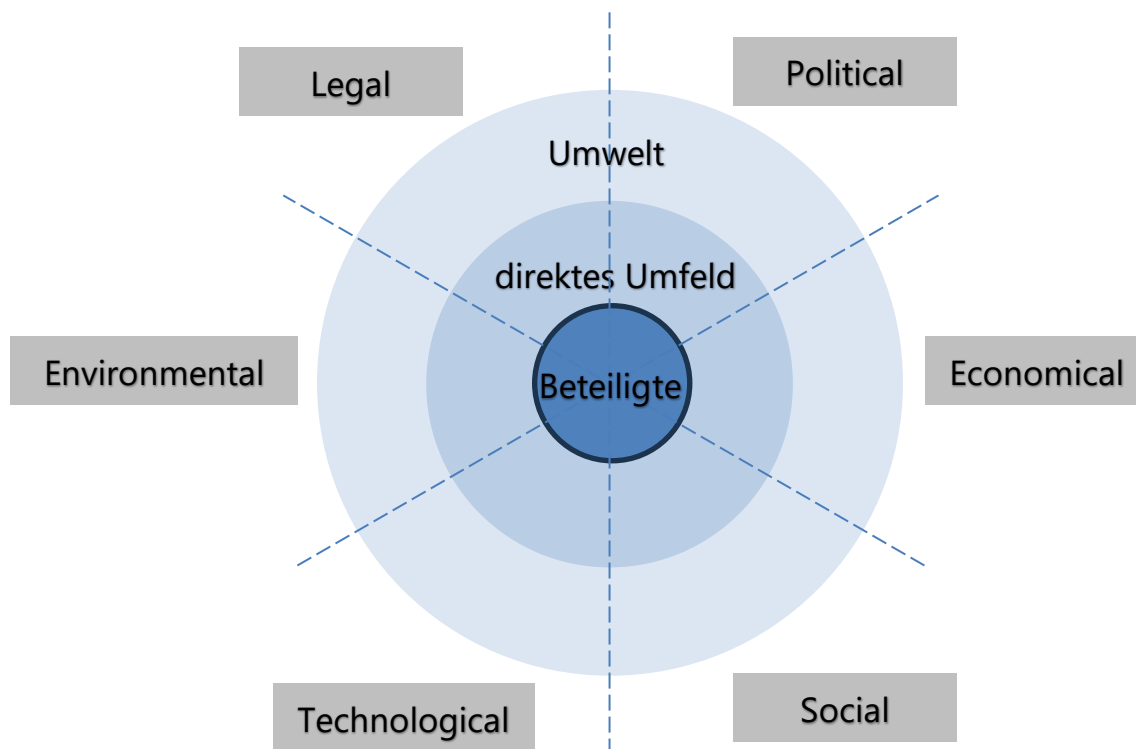 Legal
Political
Umwelt
direktes Umfeld
Environmental
Beteiligte
Economical
Technological
Social